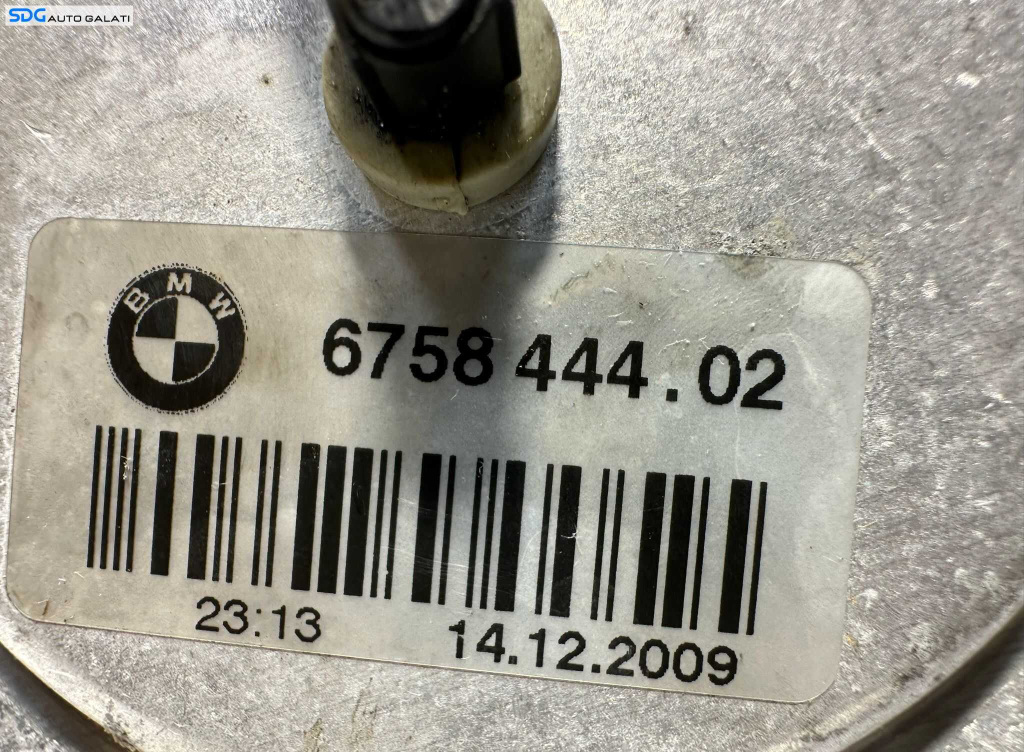 SDG AUTO GALATI
BMW
6758 444.02
23:13 14.12.2009